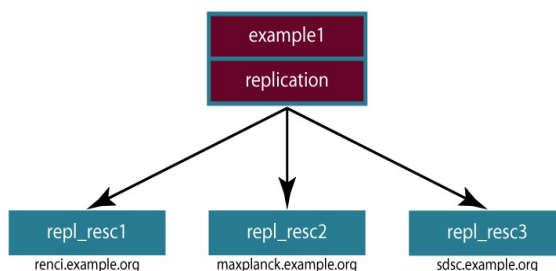 example1
replication
repl_resc1
repl_resc2
repl_resc3
renci.example.org
maxplanck.example.org
sdsc.example.org